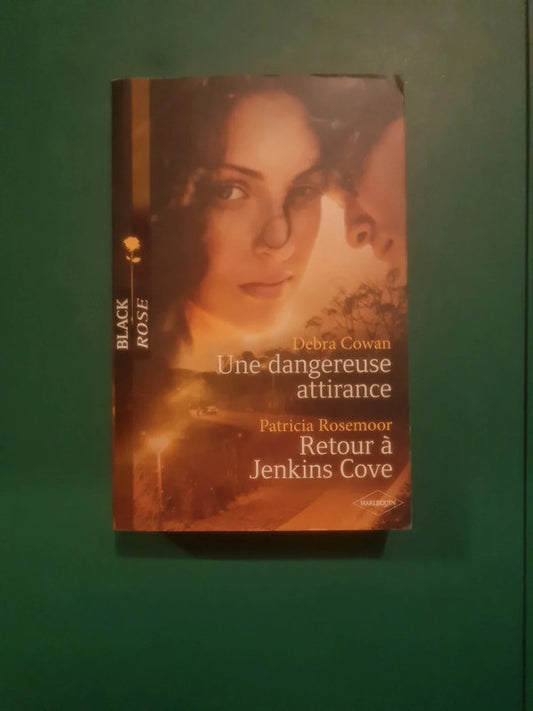 BLACK ROSE
Debra Cowan
Une dangereuse
attirance
Patricia Rosemoor
Retour à
Jenkins Cove
HARLEQUIN